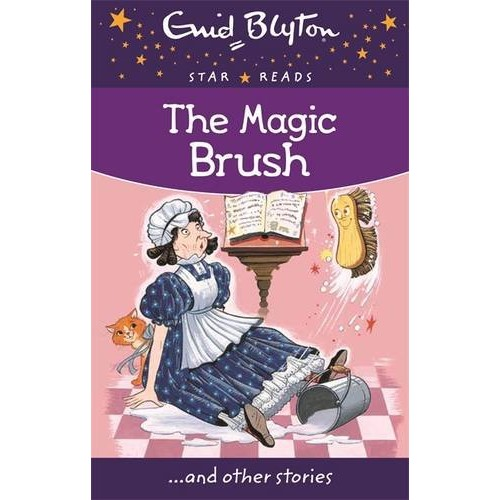 Enid Blyton
STAR READS
The Magic
Brush
...and other stories